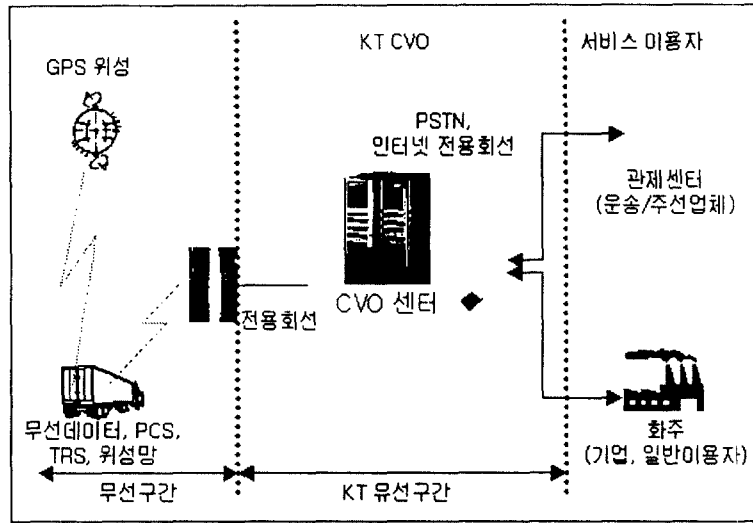 KT CVO
서비스 이용자
GPS 위성
PSTN,
인터넷 전용회선
관제센터
(운송/주선업체)
전용회선
CVO 센터
무선데이터, PCS,
TRS, 위성망
화주
(기업, 일반이용자)
무선구간
KT 유선구간